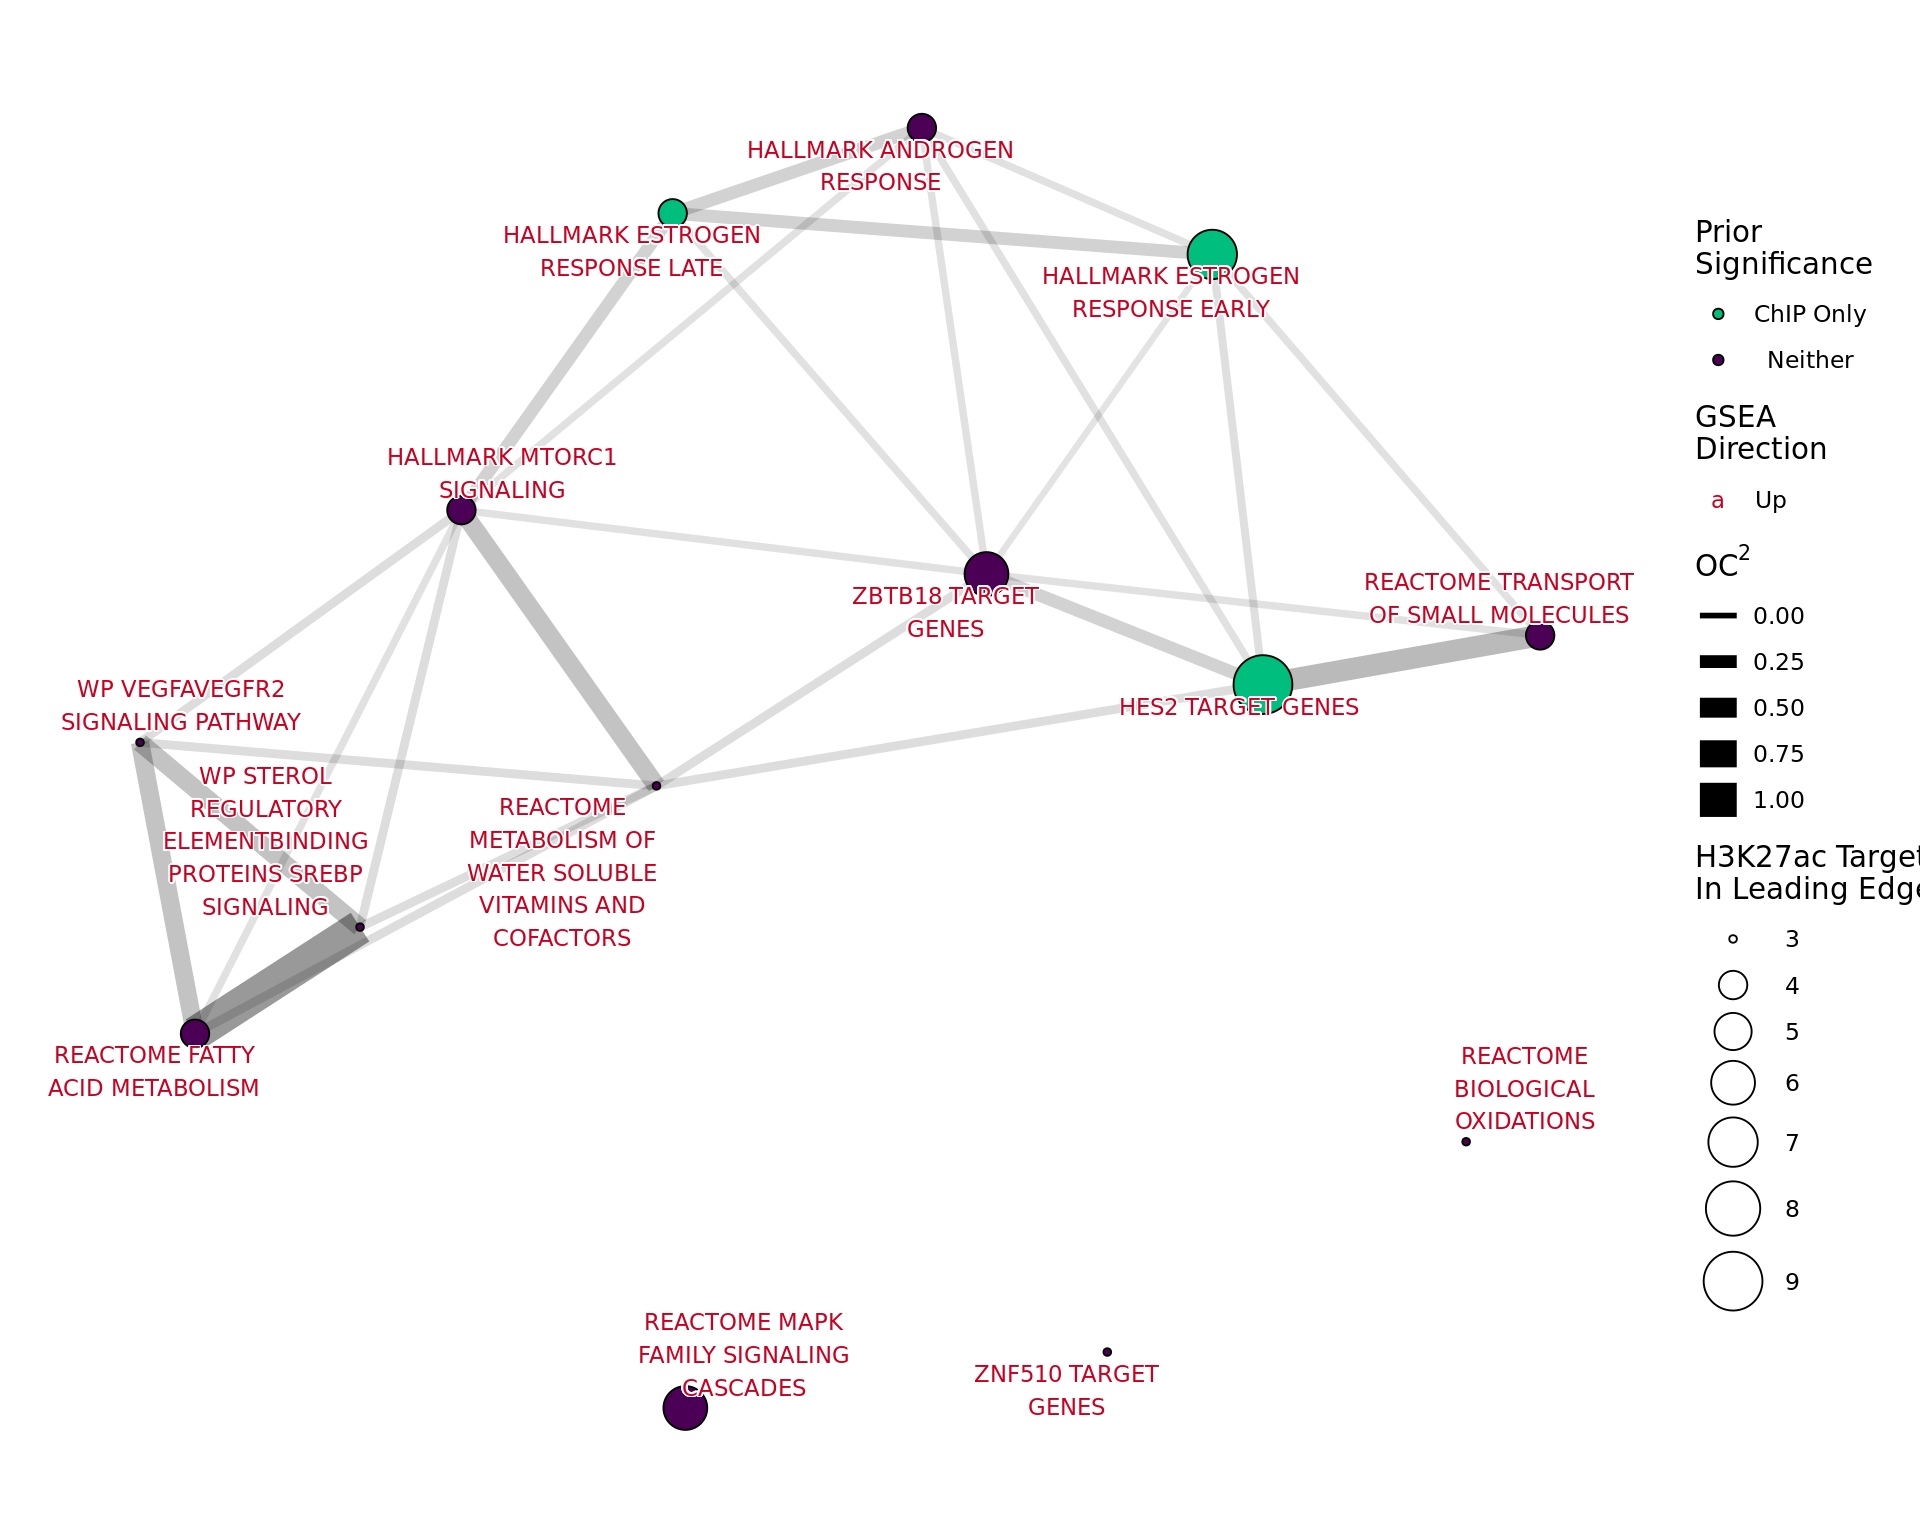 HALLMARK ANDROGEN
RESPONSE
HALLMARK ESTROGEN
RESPONSE LATE
HALLMARK ESTROGEN
RESPONSE EARLY
HALLMARK MTORC1
SIGNALING
ZBTB18 TARGET
GENES
REACTOME TRANSPORT
OF SMALL MOLECULES
HES2 TARGET GENES
WP VEGFAVEGFR2
SIGNALING PATHWAY
WP STEROL
REGULATORY
ELEMENTBINDING
PROTEINS SREBP
SIGNALING
REACTOME
METABOLISM OF
WATER SOLUBLE
VITAMINS AND
COFACTORS
REACTOME FATTY
ACID METABOLISM
REACTOME
BIOLOGICAL
OXIDATIONS
REACTOME MAPK
FAMILY SIGNALING
CASCADES
ZNF510 TARGET
GENES
Prior
Significance
ChIP Only
Neither
GSEA
Direction
a Up
OC²
0.00
0.25
0.50
0.75
1.00
H3K27ac Target
In Leading Edge
3
4
5
6
7
8
9